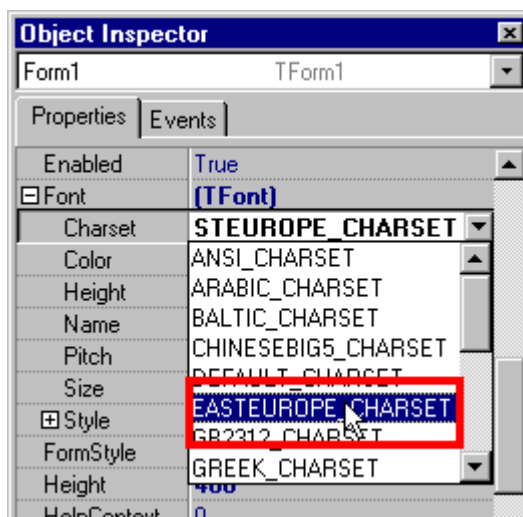 Object Inspector
Form1 TForm1
Properties Events
Enabled True
Font (TFont)
Charset STEUROPE_CHARSET
Color ANSI_CHARSET
Height ARABIC_CHARSET
Name BALTIC_CHARSET
Pitch CHINESEBIG5_CHARSET
Size DEFAULT_CHARSET
Style EASTEUROPE_CHARSET
FormStyle GB2312_CHARSET
GREEK_CHARSET
Height 400
HelpContext 0